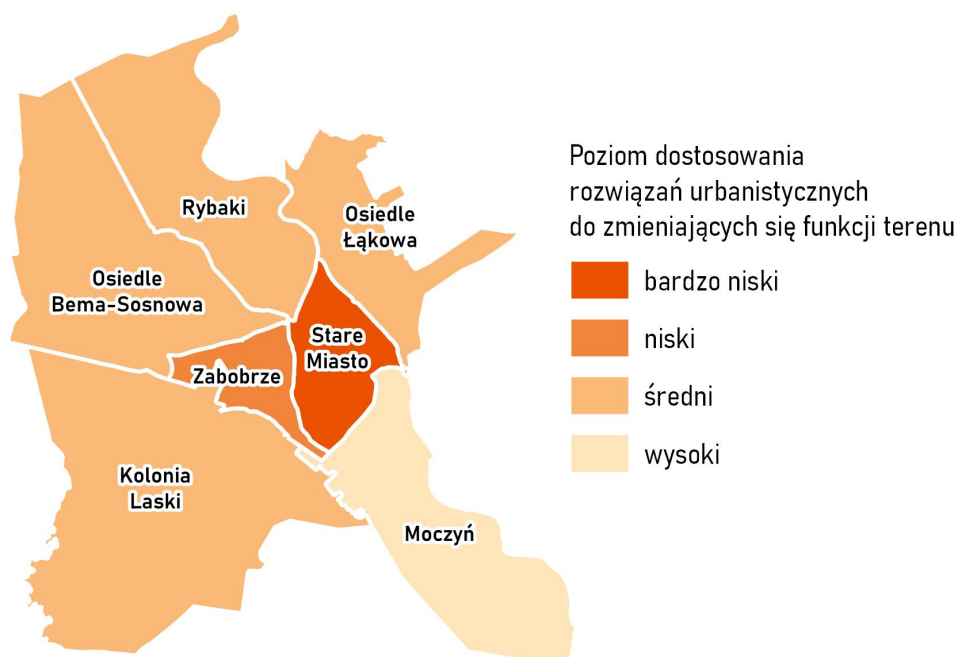 Rybaki
Osiedle
Łąkowa
Osiedle
Bema-Sosnowa
Stare
Miasto
Zabobrze
Kolonia
Laski
Moczyń
Poziom dostosowania
rozwiązań urbanistycznych
do zmieniających się funkcji terenu
bardzo niski
niski
średni
wysoki